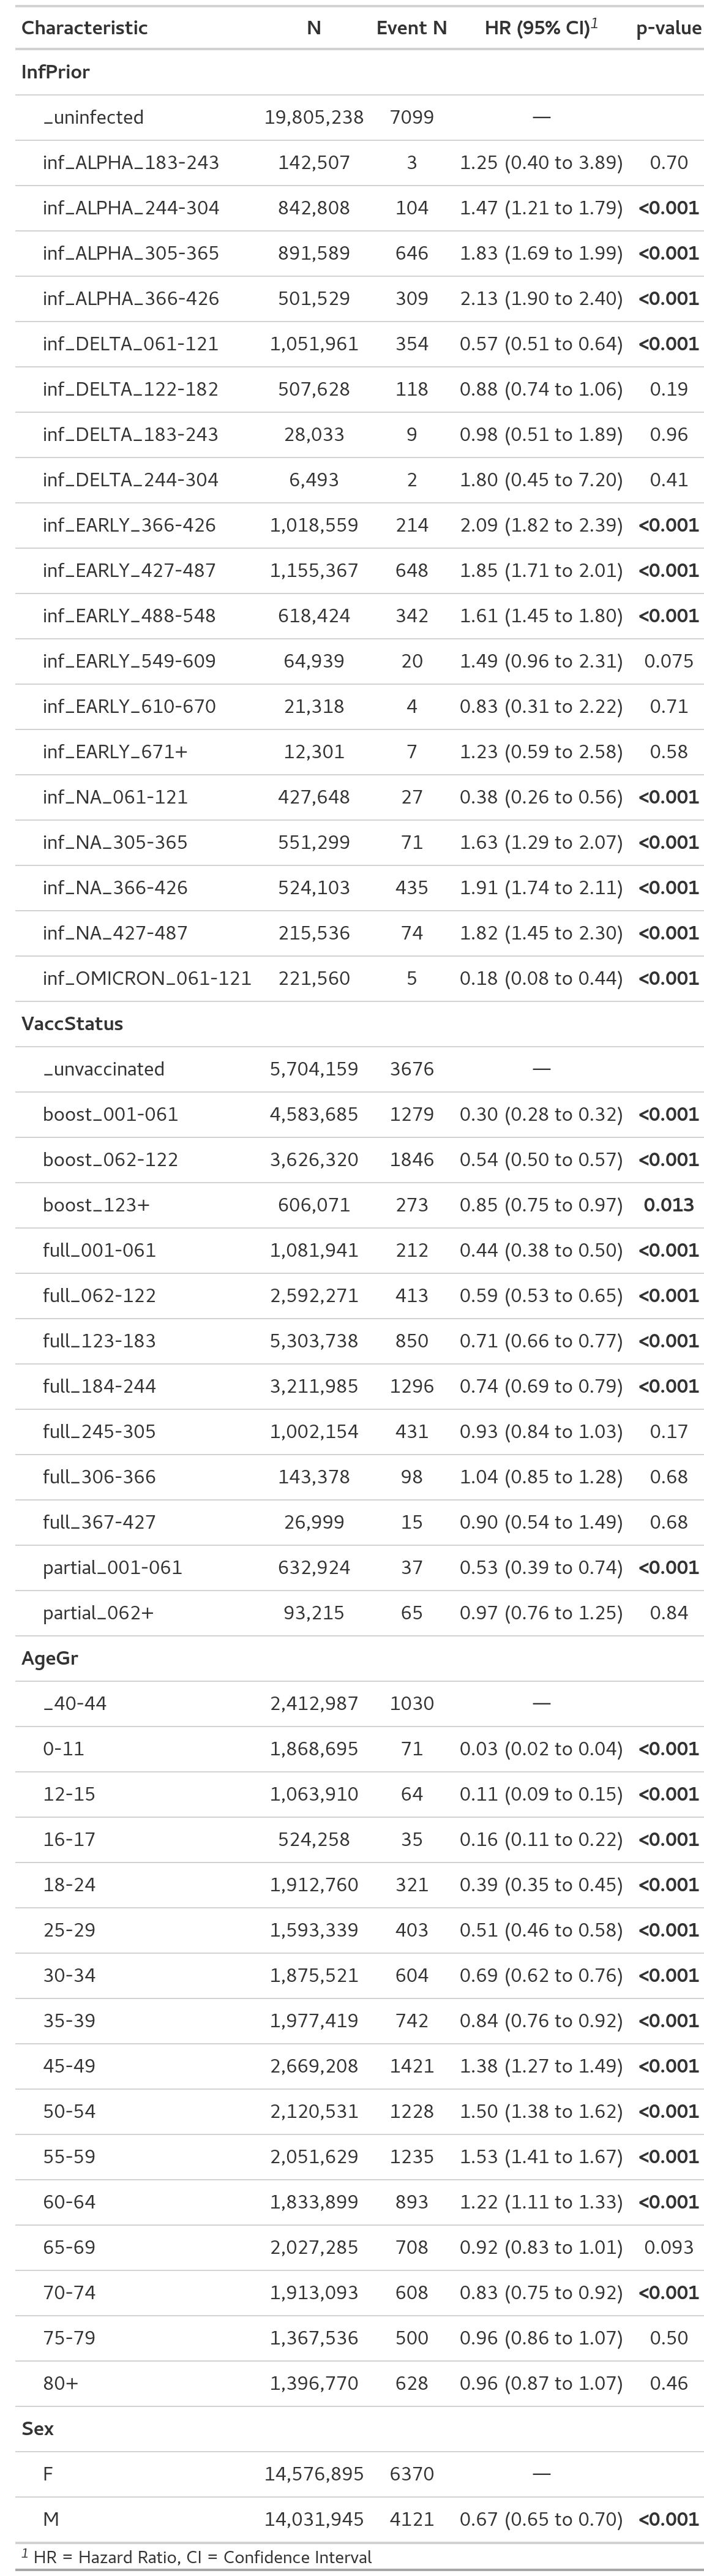 Characteristic N Event N HR (95% CI)1 p-value
InfPrior
_uninfected 19,805,238 7099 —
inf_ALPHA_183-243 142,507 3 1.25 (0.40 to 3.89) 0.70
inf_ALPHA_244-304 842,808 104 1.47 (1.21 to 1.79) <0.001
inf_ALPHA_305-365 891,589 646 1.83 (1.69 to 1.99) <0.001
inf_ALPHA_366-426 501,529 309 2.13 (1.90 to 2.40) <0.001
inf_DELTA_061-121 1,051,961 354 0.57 (0.51 to 0.64) <0.001
inf_DELTA_122-182 507,628 118 0.88 (0.74 to 1.06) 0.19
inf_DELTA_183-243 28,033 9 0.98 (0.51 to 1.89) 0.96
inf_DELTA_244-304 6,493 2 1.80 (0.45 to 7.20) 0.41
inf_EARLY_366-426 1,018,559 214 2.09 (1.82 to 2.39) <0.001
inf_EARLY_427-487 1,155,367 648 1.85 (1.71 to 2.01) <0.001
inf_EARLY_488-548 618,424 342 1.61 (1.45 to 1.80) <0.001
inf_EARLY_549-609 64,939 20 1.49 (0.96 to 2.31) 0.075
inf_EARLY_610-670 21,318 4 0.83 (0.31 to 2.22) 0.71
inf_EARLY_671+ 12,301 7 1.23 (0.59 to 2.58) 0.58
inf_NA_061-121 427,648 27 0.38 (0.26 to 0.56) <0.001
inf_NA_305-365 551,299 71 1.63 (1.29 to 2.07) <0.001
inf_NA_366-426 524,103 435 1.91 (1.74 to 2.11) <0.001
inf_NA_427-487 215,536 74 1.82 (1.45 to 2.30) <0.001
inf_OMICRON_061-121 221,560 5 0.18 (0.08 to 0.44) <0.001
VaccStatus
_unvaccinated 5,704,159 3676 —
boost_001-061 4,583,685 1279 0.30 (0.28 to 0.32) <0.001
boost_062-122 3,626,320 1846 0.54 (0.50 to 0.57) <0.001
boost_123+ 606,071 273 0.85 (0.75 to 0.97) 0.013
full_001-061 1,081,941 212 0.44 (0.38 to 0.50) <0.001
full_062-122 2,592,271 413 0.59 (0.53 to 0.65) <0.001
full_123-183 5,303,738 850 0.71 (0.66 to 0.77) <0.001
full_184-244 3,211,985 1296 0.74 (0.69 to 0.79) <0.001
full_245-305 1,002,154 431 0.93 (0.84 to 1.03) 0.17
full_306-366 143,378 98 1.04 (0.85 to 1.28) 0.68
full_367-427 26,999 15 0.90 (0.54 to 1.49) 0.68
partial_001-061 632,924 37 0.53 (0.39 to 0.74) <0.001
partial_062+ 93,215 65 0.97 (0.76 to 1.25) 0.84
AgeGr
_40-44 2,412,987 1030 —
0-11 1,868,695 71 0.03 (0.02 to 0.04) <0.001
12-15 1,063,910 64 0.11 (0.09 to 0.15) <0.001
16-17 524,258 35 0.16 (0.11 to 0.22) <0.001
18-24 1,912,760 321 0.39 (0.35 to 0.45) <0.001
25-29 1,593,339 403 0.51 (0.46 to 0.58) <0.001
30-34 1,875,521 604 0.69 (0.62 to 0.76) <0.001
35-39 1,977,419 742 0.84 (0.76 to 0.92) <0.001
45-49 2,669,208 1421 1.38 (1.27 to 1.49) <0.001
50-54 2,120,531 1228 1.50 (1.38 to 1.62) <0.001
55-59 2,051,629 1235 1.53 (1.41 to 1.67) <0.001
60-64 1,833,899 893 1.22 (1.11 to 1.33) <0.001
65-69 2,027,285 708 0.92 (0.83 to 1.01) 0.093
70-74 1,913,093 608 0.83 (0.75 to 0.92) <0.001
75-79 1,367,536 500 0.96 (0.86 to 1.07) 0.50
80+ 1,396,770 628 0.96 (0.87 to 1.07) 0.46
Sex
F 14,576,895 6370 —
M 14,031,945 4121 0.67 (0.65 to 0.70) <0.001
1 HR = Hazard Ratio, CI = Confidence Interval